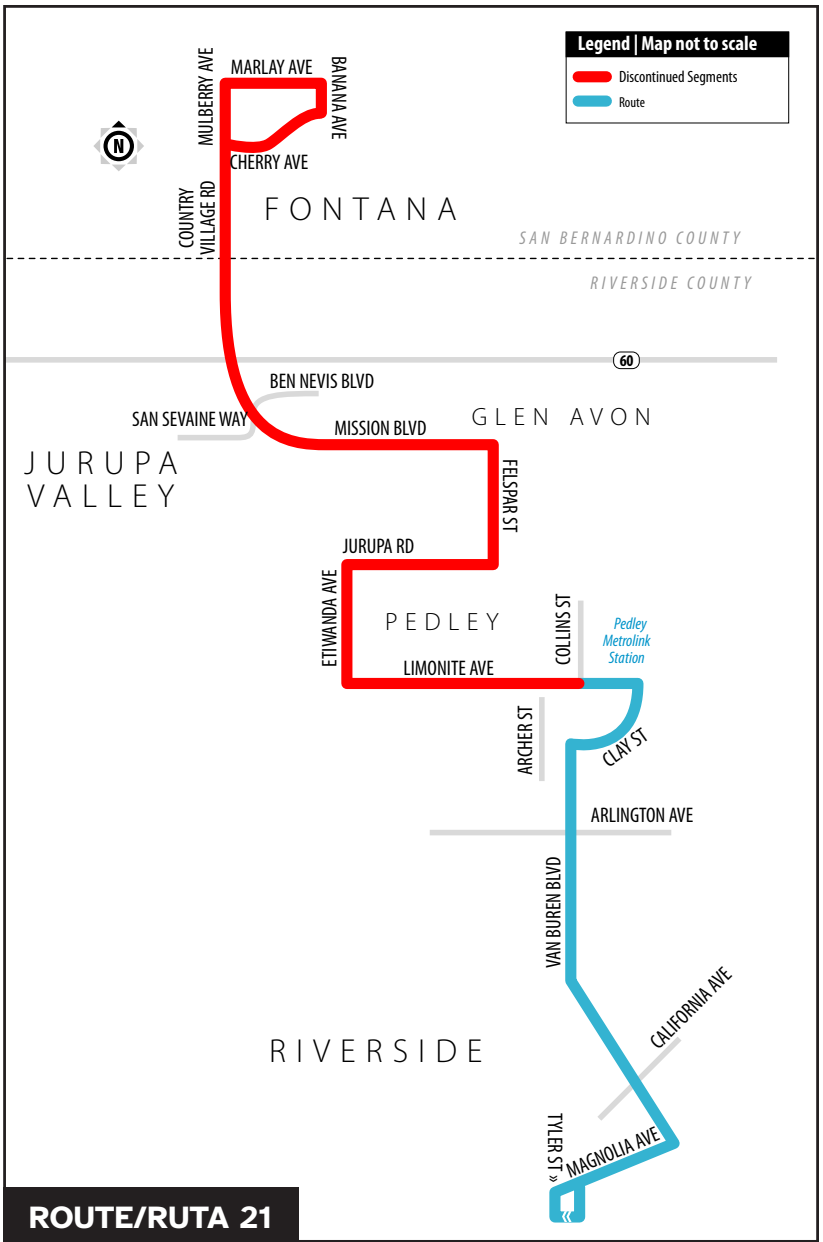 Legend | Map not to scale
Discontinued Segments
Route
MULBERRY AVE
MARLAY AVE
BANANA AVE
N
CHERRY AVE
COUNTRY
VILLAGE RD
FONTANA
SAN BERNARDINO COUNTY
RIVERSIDE COUNTY
60
BEN NEVIS BLVD
SAN SEVAINE WAY
MISSION BLVD
GLEN AVON
JURUPA
VALLEY
FELSPAR ST
JURUPA RD
ETIWANDA AVE
PEDLEY
COLLINS ST
Pedley
Metrolink
Station
LIMONITE AVE
ARCHER ST
CLAY ST
ARLINGTON AVE
VAN BUREN BLVD
CALIFORNIA AVE
RIVERSIDE
TYLER ST »
MAGNOLIA AVE
«
ROUTE/RUTA 21